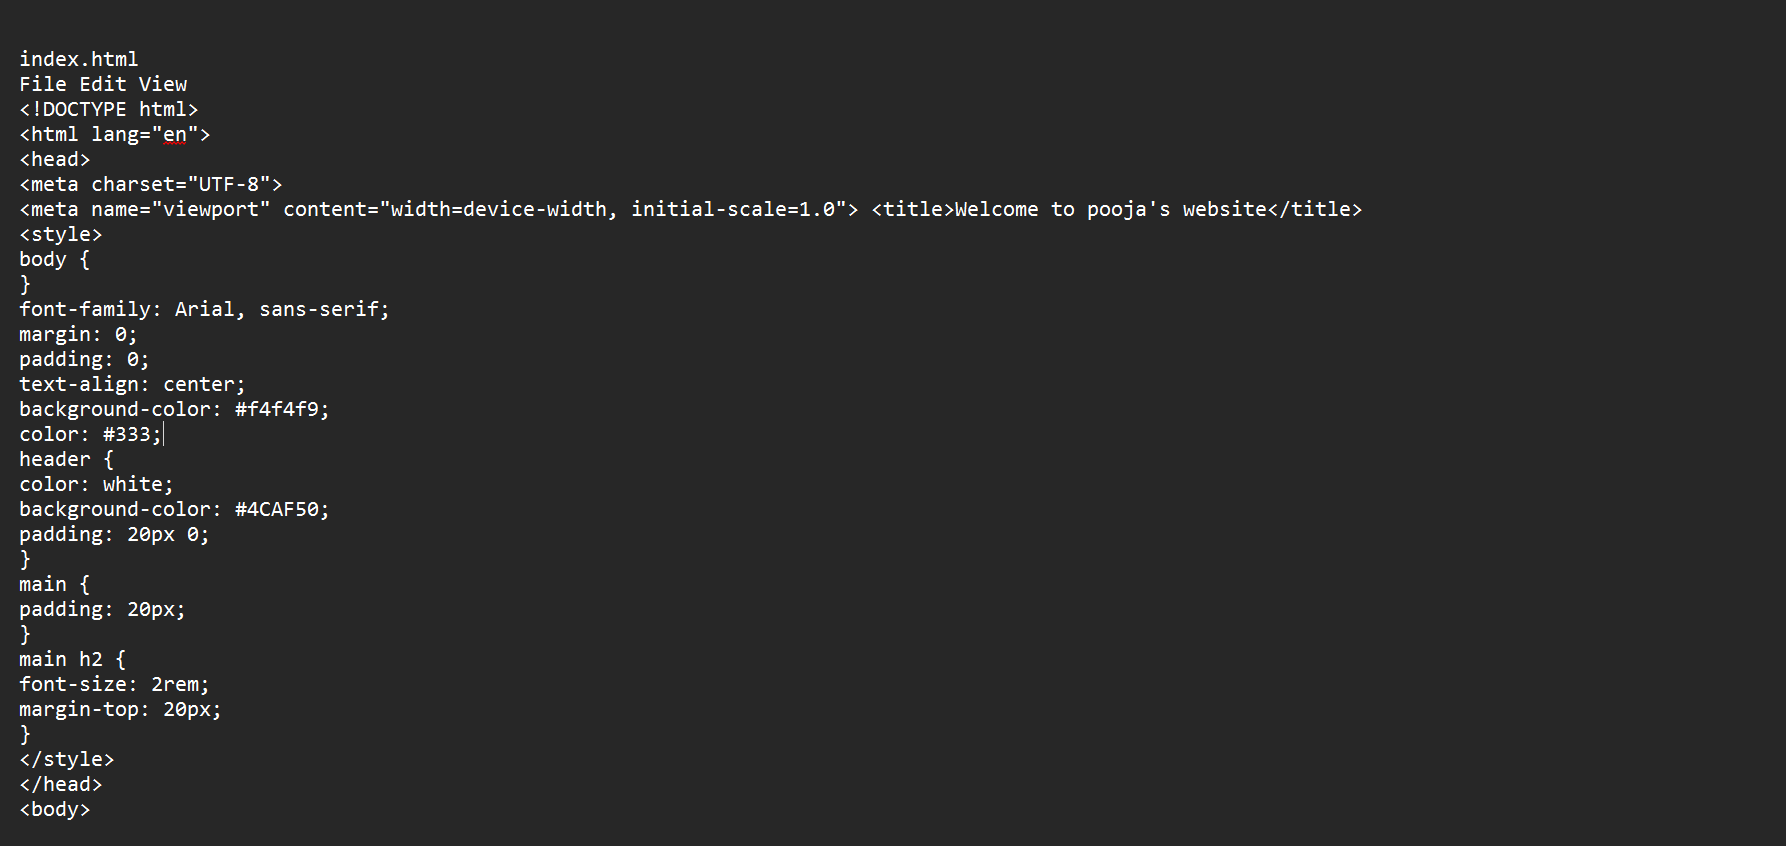 index.html
File Edit View
<!DOCTYPE html>
<html lang="en">
<head>
<meta charset="UTF-8">
<meta name="viewport" content="width=device-width, initial-scale=1.0"> <title>Welcome to pooja's website</title>
<style>
body {
}
font-family: Arial, sans-serif;
margin: 0;
padding: 0;
text-align: center;
background-color: #f4f4f9;
color: #333;
header {
color: white;
background-color: #4CAF50;
padding: 20px 0;
}
main {
padding: 20px;
}
main h2 {
font-size: 2rem;
margin-top: 20px;
}
</style>
</head>
<body>